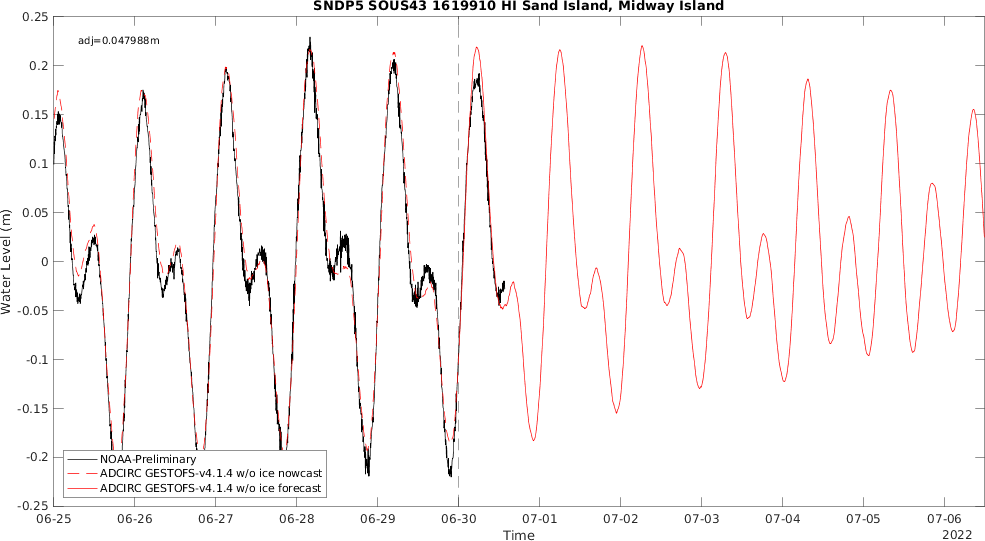 SNDP5 SOUS43 1619910 HI Sand Island, Midway Island
adj=0.047988m
0.25
0.2
0.15
0.1
0.05
0
-0.05
-0.1
-0.15
-0.2
-0.25
Water Level (m)
NOAA-Preliminary
ADCIRC GESTOFS-v4.1.4 w/o ice nowcast
ADCIRC GESTOFS-v4.1.4 w/o ice forecast
06-25 06-26 06-27 06-28 06-29 06-30 07-01 07-02 07-03 07-04 07-05 07-06
Time
2022